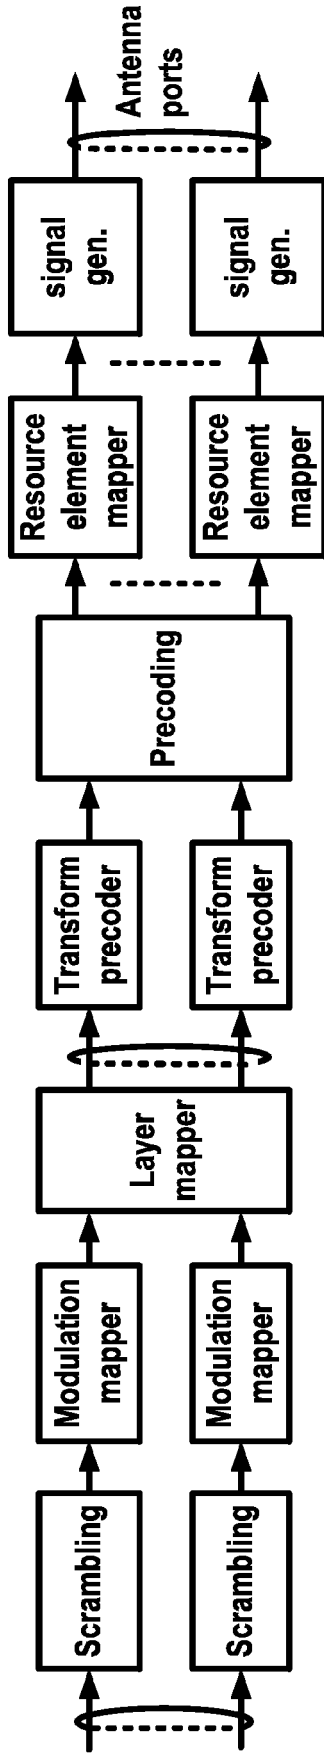 Scrambling
Scrambling
Modulation
mapper
Modulation
mapper
Layer
mapper
Transform
precoder
Transform
precoder
Precoding
Resource
element
mapper
Resource
element
mapper
signal
gen.
signal
gen.
Antenna
ports